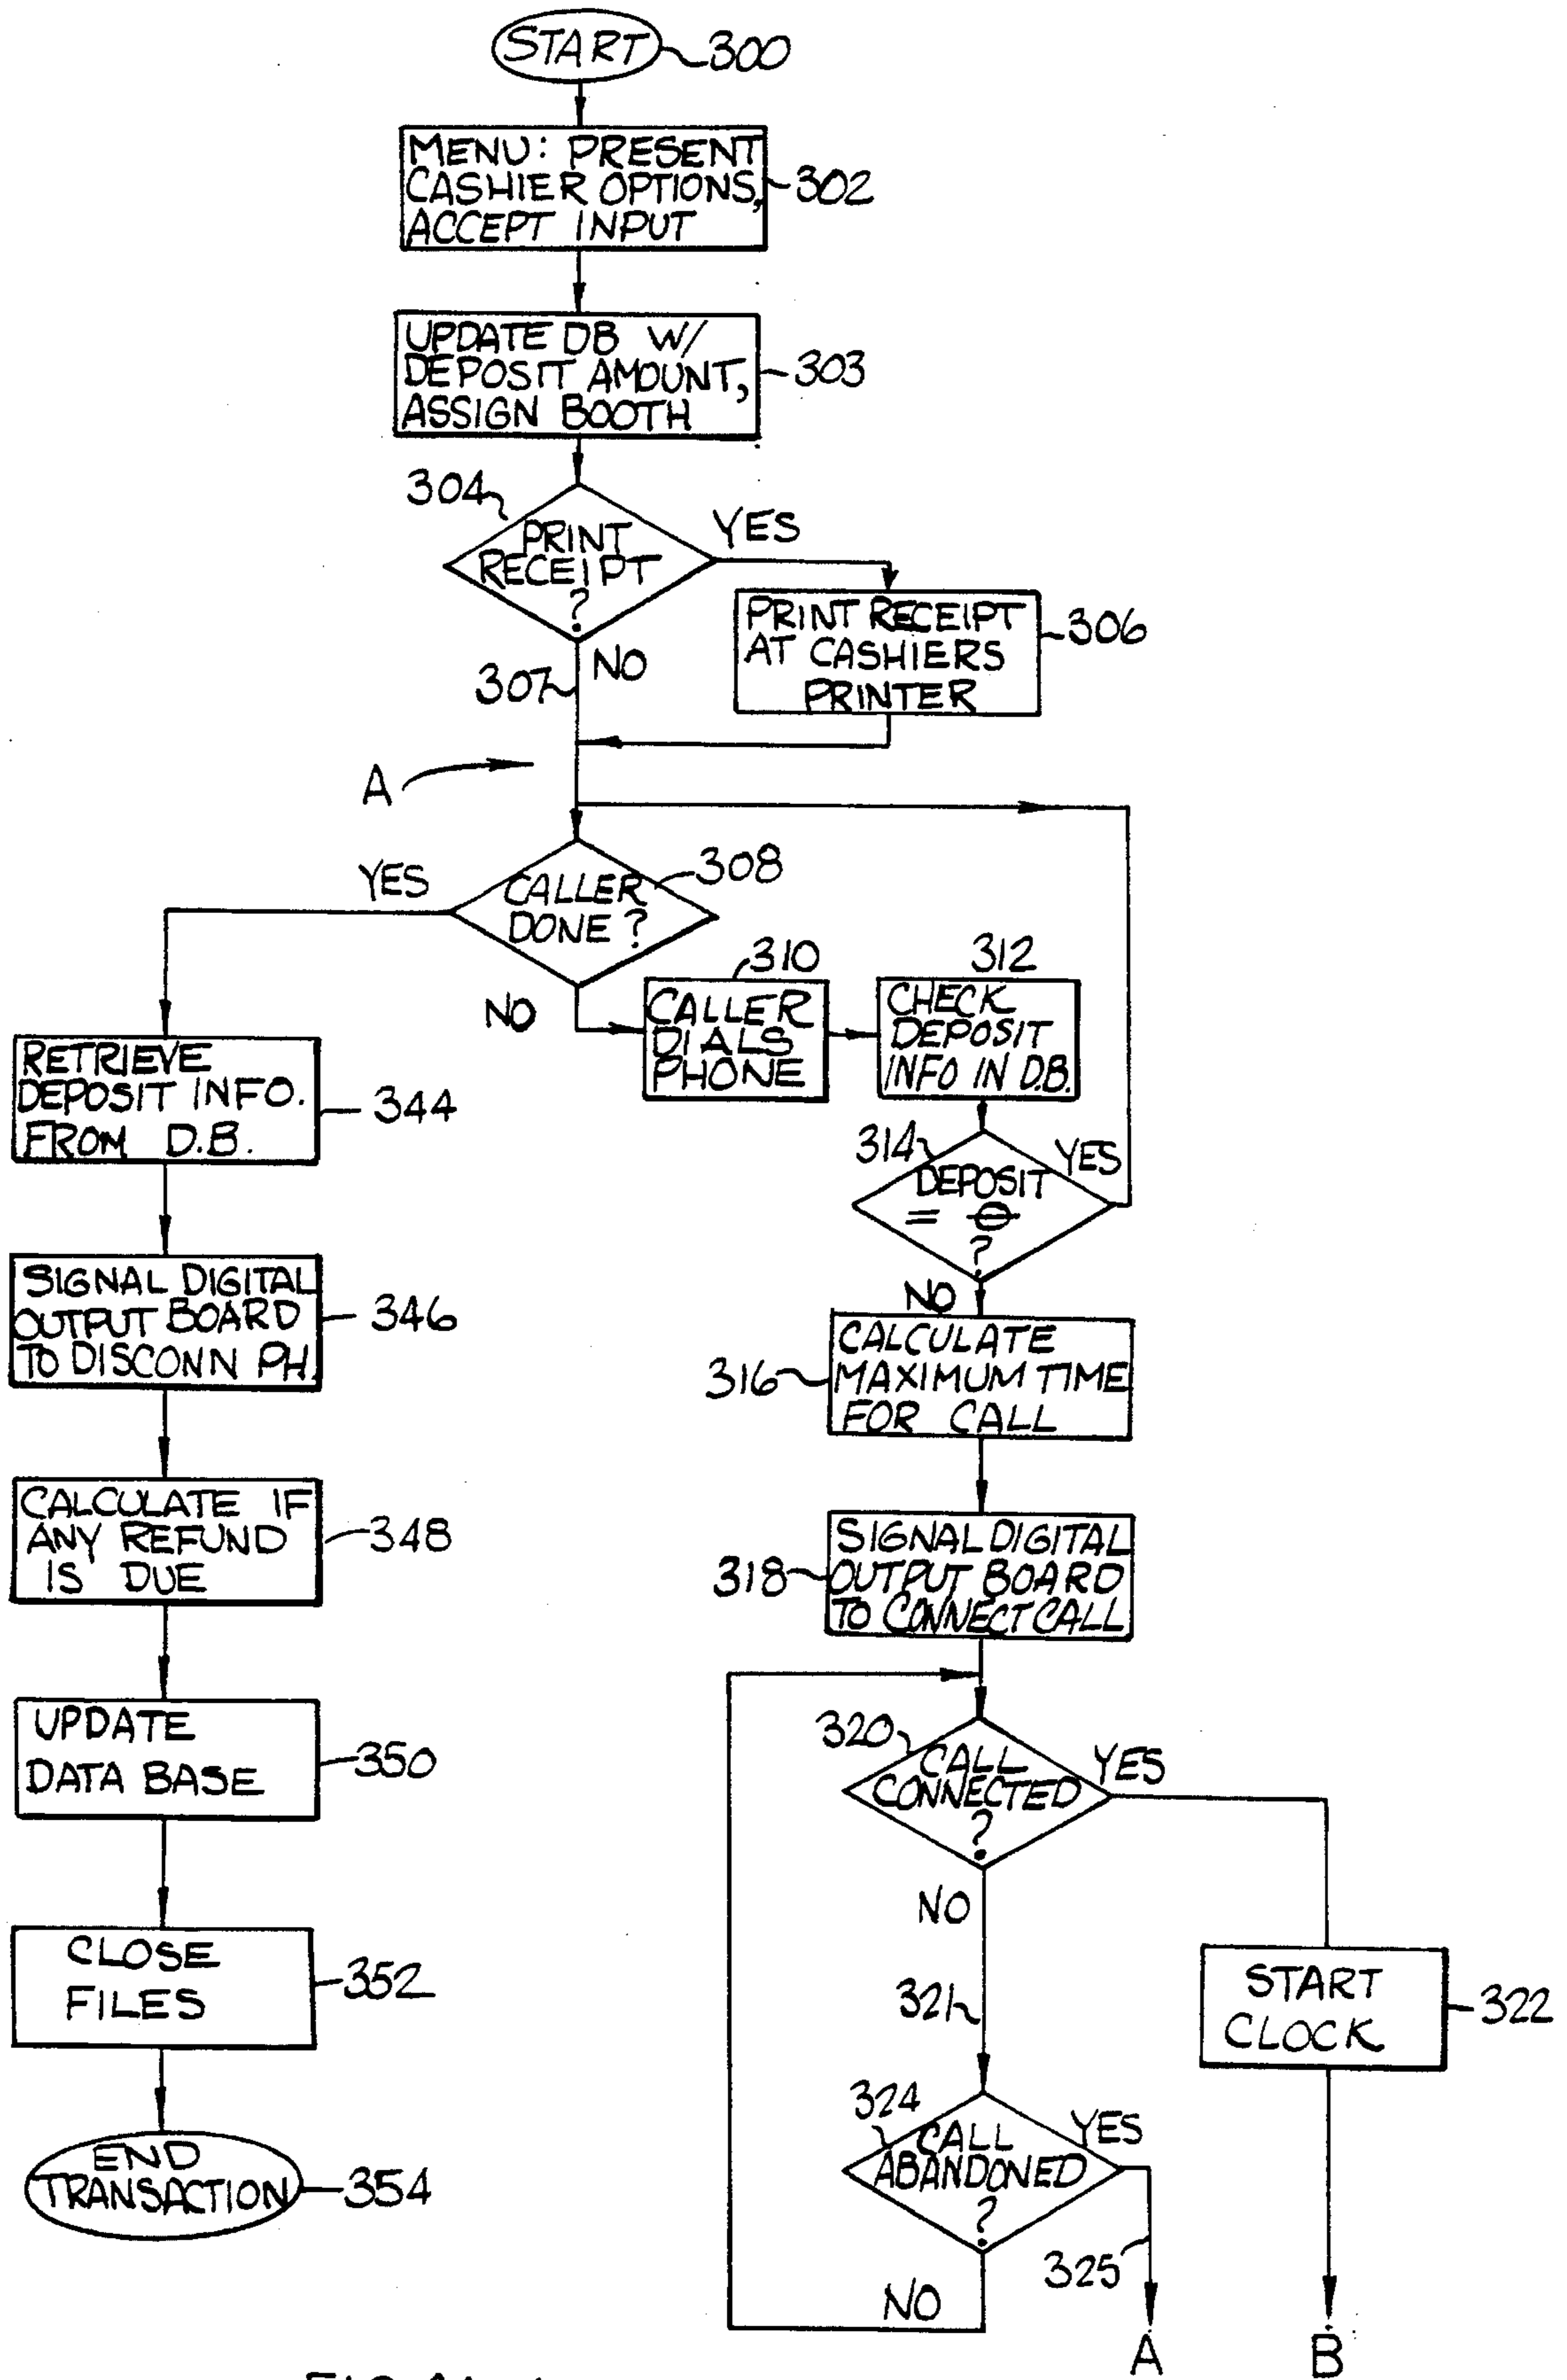 START
300
MENU: PRESENT
CASHIER OPTIONS,
ACCEPT INPUT
302
UPDATE DB W/
DEPOSIT AMOUNT,
ASSIGN BOOTH
303
304
PRINT
RECEIPT
?
YES
NO
307
PRINT RECEIPT
AT CASHIERS
PRINTER
306
A
YES
CALLER
DONE ?
308
NO
310
CALLER
DIALS
PHONE
312
CHECK
DEPOSIT
INFO IN D.B.
314
DEPOSIT
= 0
?
YES
NO
316
CALCULATE
MAXIMUM TIME
FOR CALL
318
SIGNAL DIGITAL
OUTPUT BOARD
TO CONNECT CALL
320
CALL
CONNECTED
?
YES
NO
321
START
CLOCK
322
324
CALL
ABANDONED
?
YES
NO
325
A
B
RETRIEVE
DEPOSIT INFO.
FROM D.B.
344
SIGNAL DIGITAL
OUTPUT BOARD
TO DISCONN PH.
346
CALCULATE IF
ANY REFUND
IS DUE
348
UPDATE
DATA BASE
350
CLOSE
FILES
352
END
TRANSACTION
354